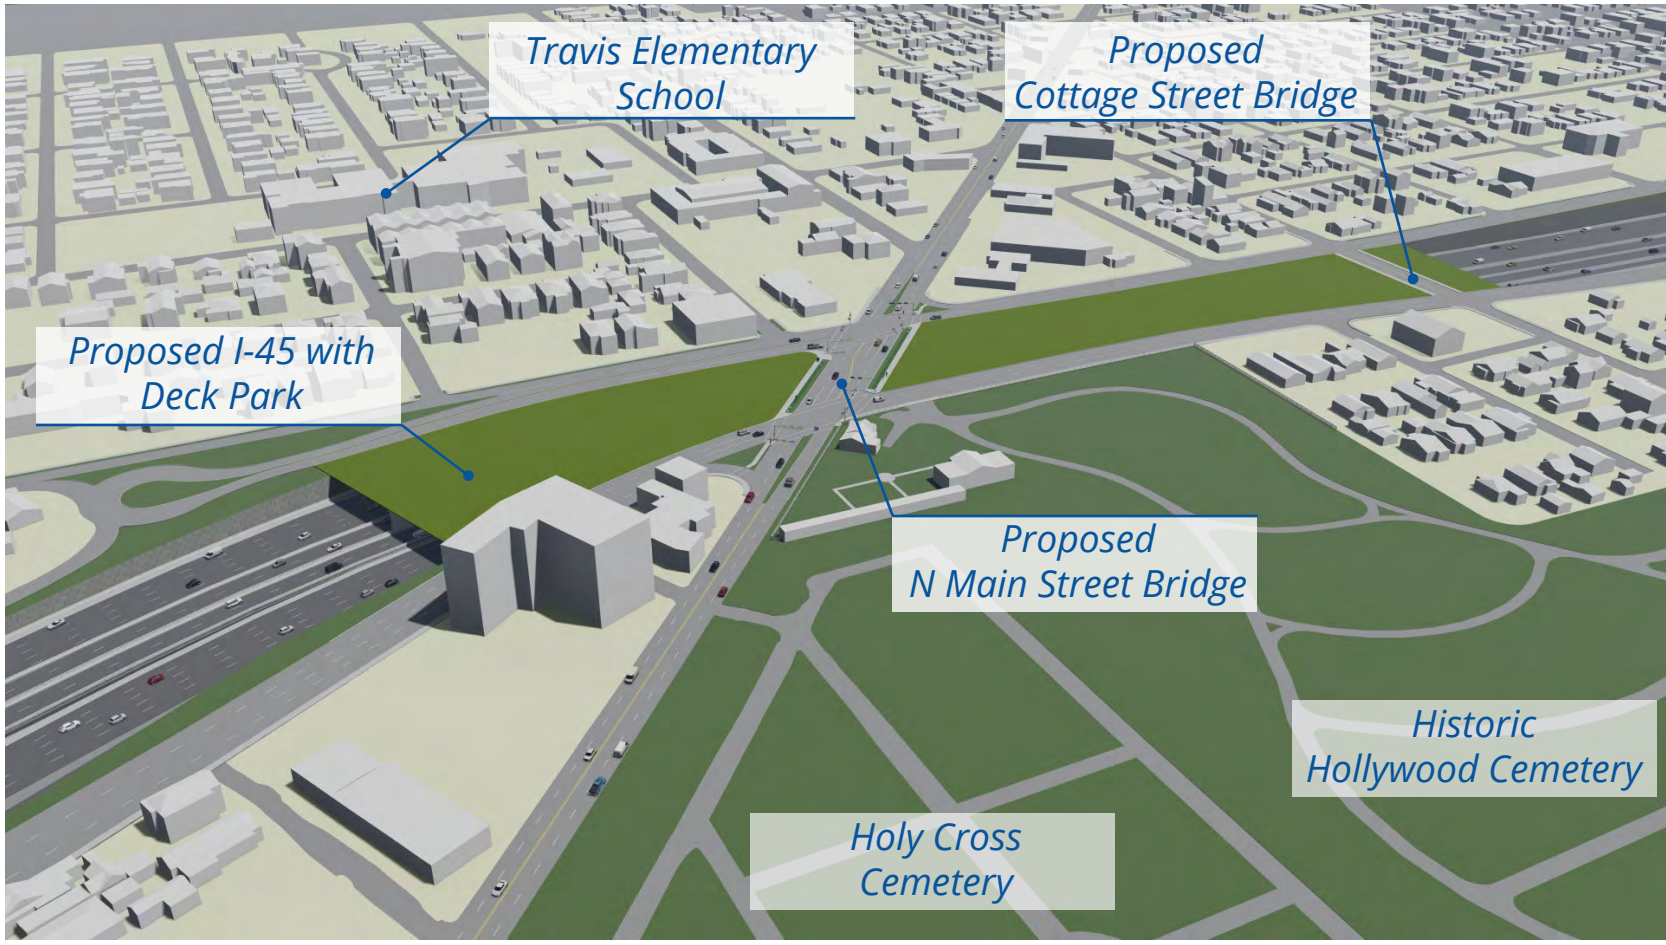 Travis Elementary
School
Proposed
Cottage Street Bridge
Proposed I-45 with
Deck Park
Proposed
N Main Street Bridge
Historic
Hollywood Cemetery
Holy Cross
Cemetery